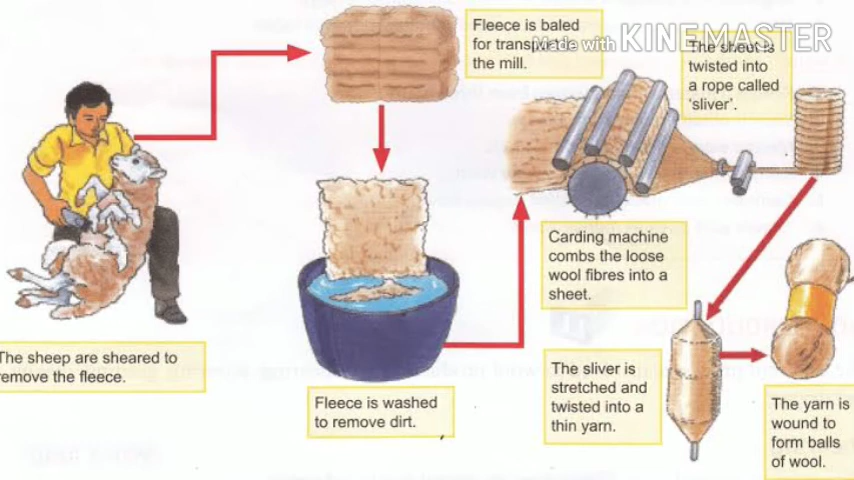 Fleece is baled
for transport to
the mill.
Made with KINEMASTER
The sheet is
twisted into
a rope called
'sliver'.
Carding machine
combs the loose
wool fibres into a
sheet.
The sheep are sheared to
remove the fleece.
Fleece is washed
to remove dirt.
The sliver is
stretched and
twisted into a
thin yarn.
The yarn is
wound to
form balls
of wool.